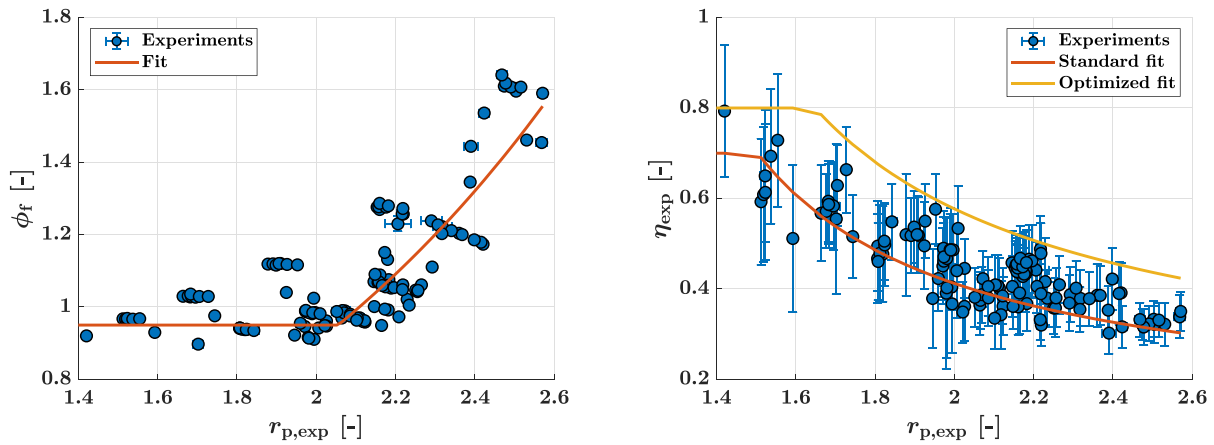 1.8
1.6
1.4
1.2
1
0.8
ϕf [-]
1.4 1.6 1.8 2 2.2 2.4 2.6
rp,exp [-]
Experiments
Fit
1
0.8
0.6
0.4
0.2
ηexp [-]
1.4 1.6 1.8 2 2.2 2.4 2.6
rp,exp [-]
Experiments
Standard fit
Optimized fit